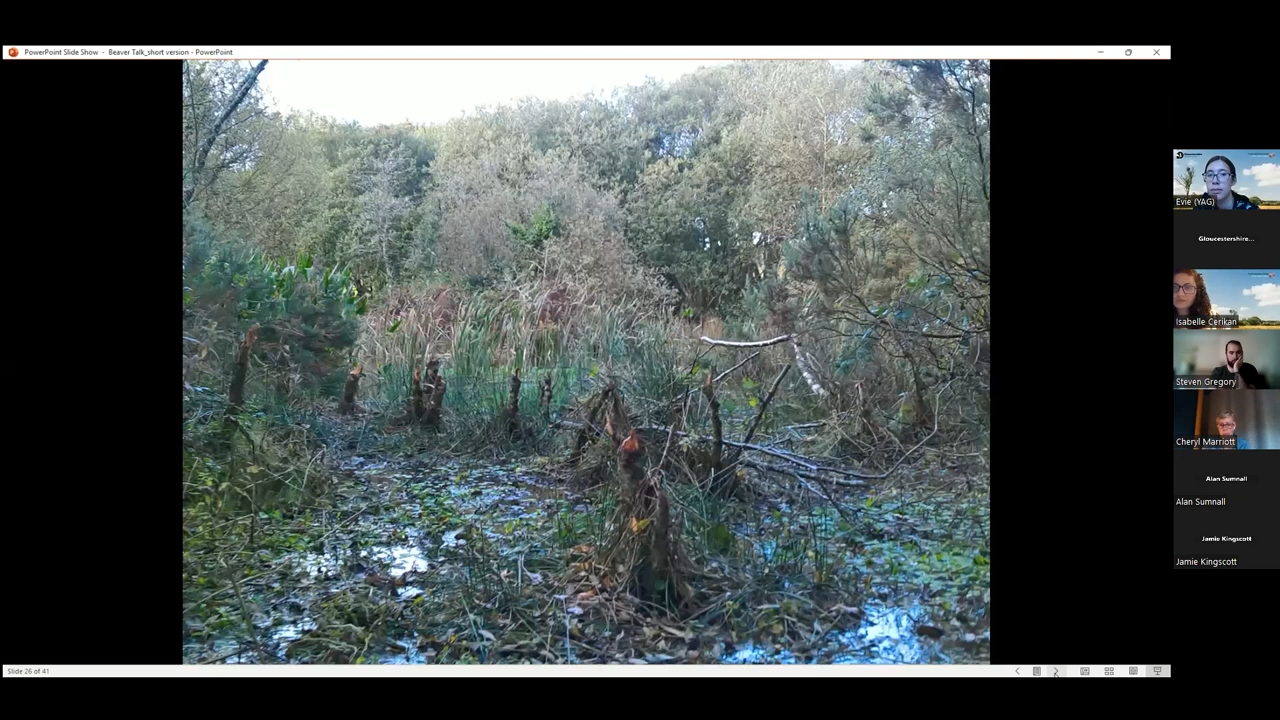 PowerPoint Slide Show - Beaver Talk_short version - PowerPoint
Evie (YAG)
Gloucestershire...
Isabelle Cerikan
Steven Gregory
Cheryl Marriott
Alan Sumnall
Alan Sumnall
Jamie Kingscott
Jamie Kingscott
Slide 26 of 41